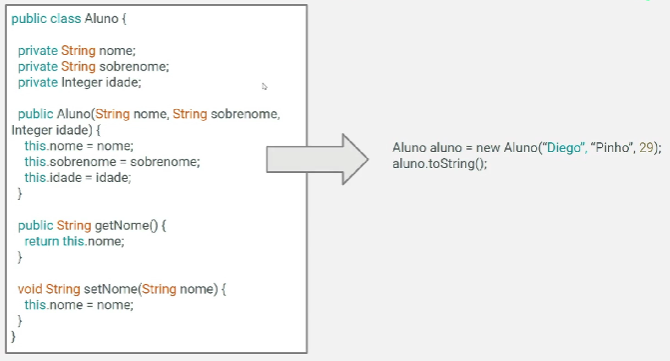 public class Aluno {
private String nome;
private String sobrenome;
private Integer idade;
public Aluno(String nome, String sobrenome,
Integer idade) {
this.nome = nome;
this.sobrenome = sobrenome;
this.idade = idade;
}
public String getNome() {
return this.nome;
}
void String setNome(String nome) {
this.nome = nome;
}
}
Aluno aluno = new Aluno(“Diego”, “Pinho”, 29);
aluno.toString();